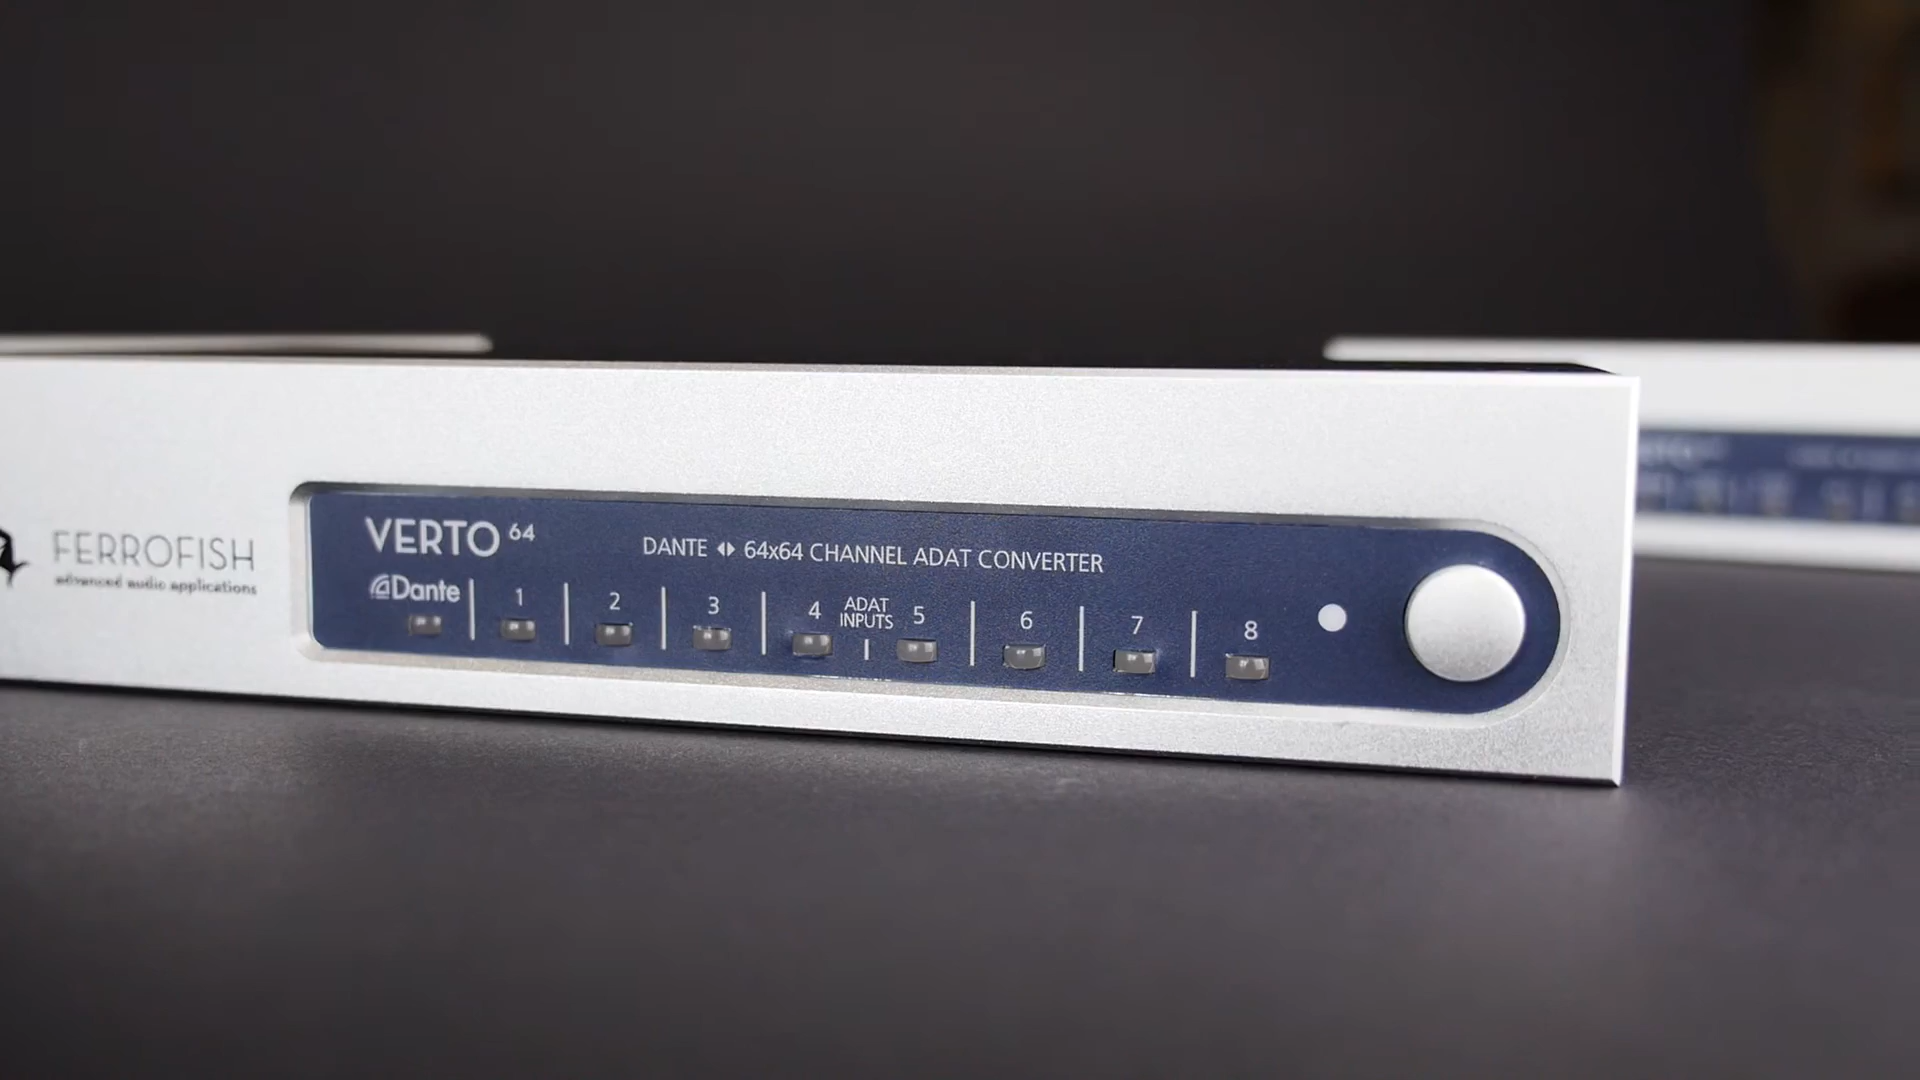 FERROFISH
advanced audio applications
VERTO 64
DANTE 64x64 CHANNEL ADAT CONVERTER
Dante
1 2 3 4 ADAT INPUTS 5 6 7 8